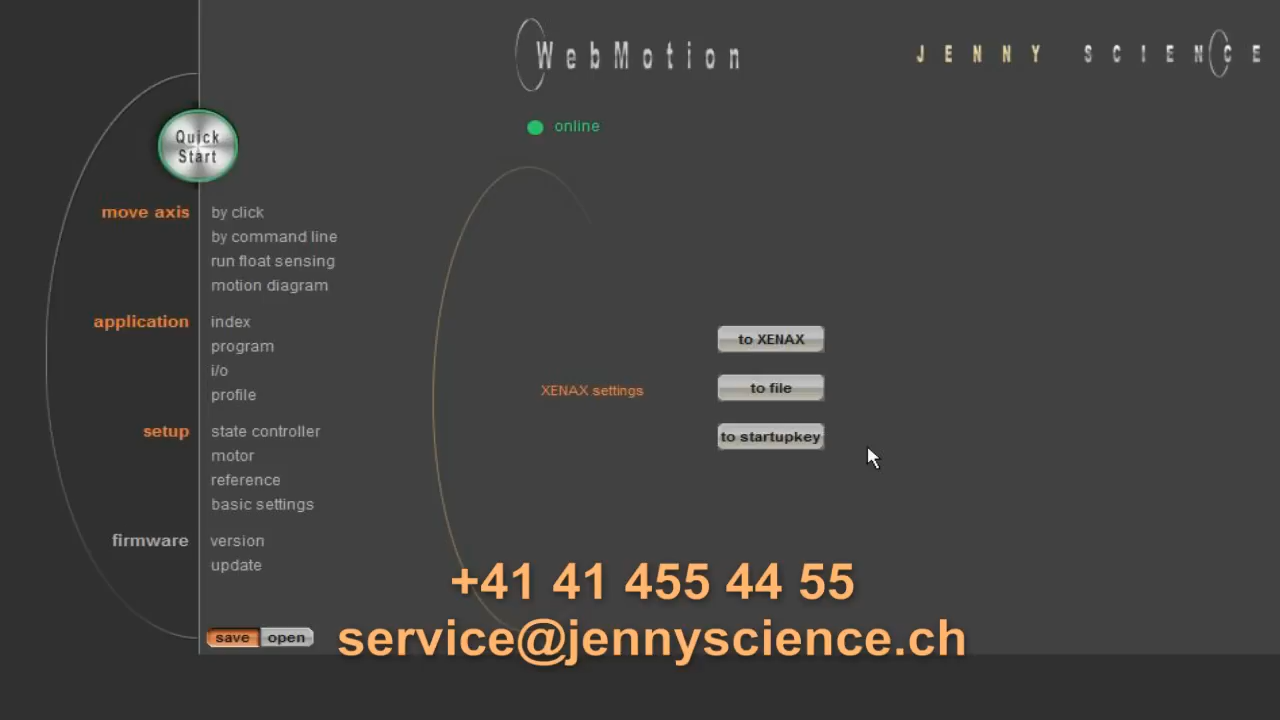 WebMotion
JENNY SCIENCE
online
Quick
Start
move axis
by click
by command line
run float sensing
motion diagram
application
index
program
i/o
profile
setup
state controller
motor
reference
basic settings
firmware
version
update
save
open
XENAX settings
to XENAX
to file
to startupkey
+41 41 455 44 55
service@jennyscience.ch